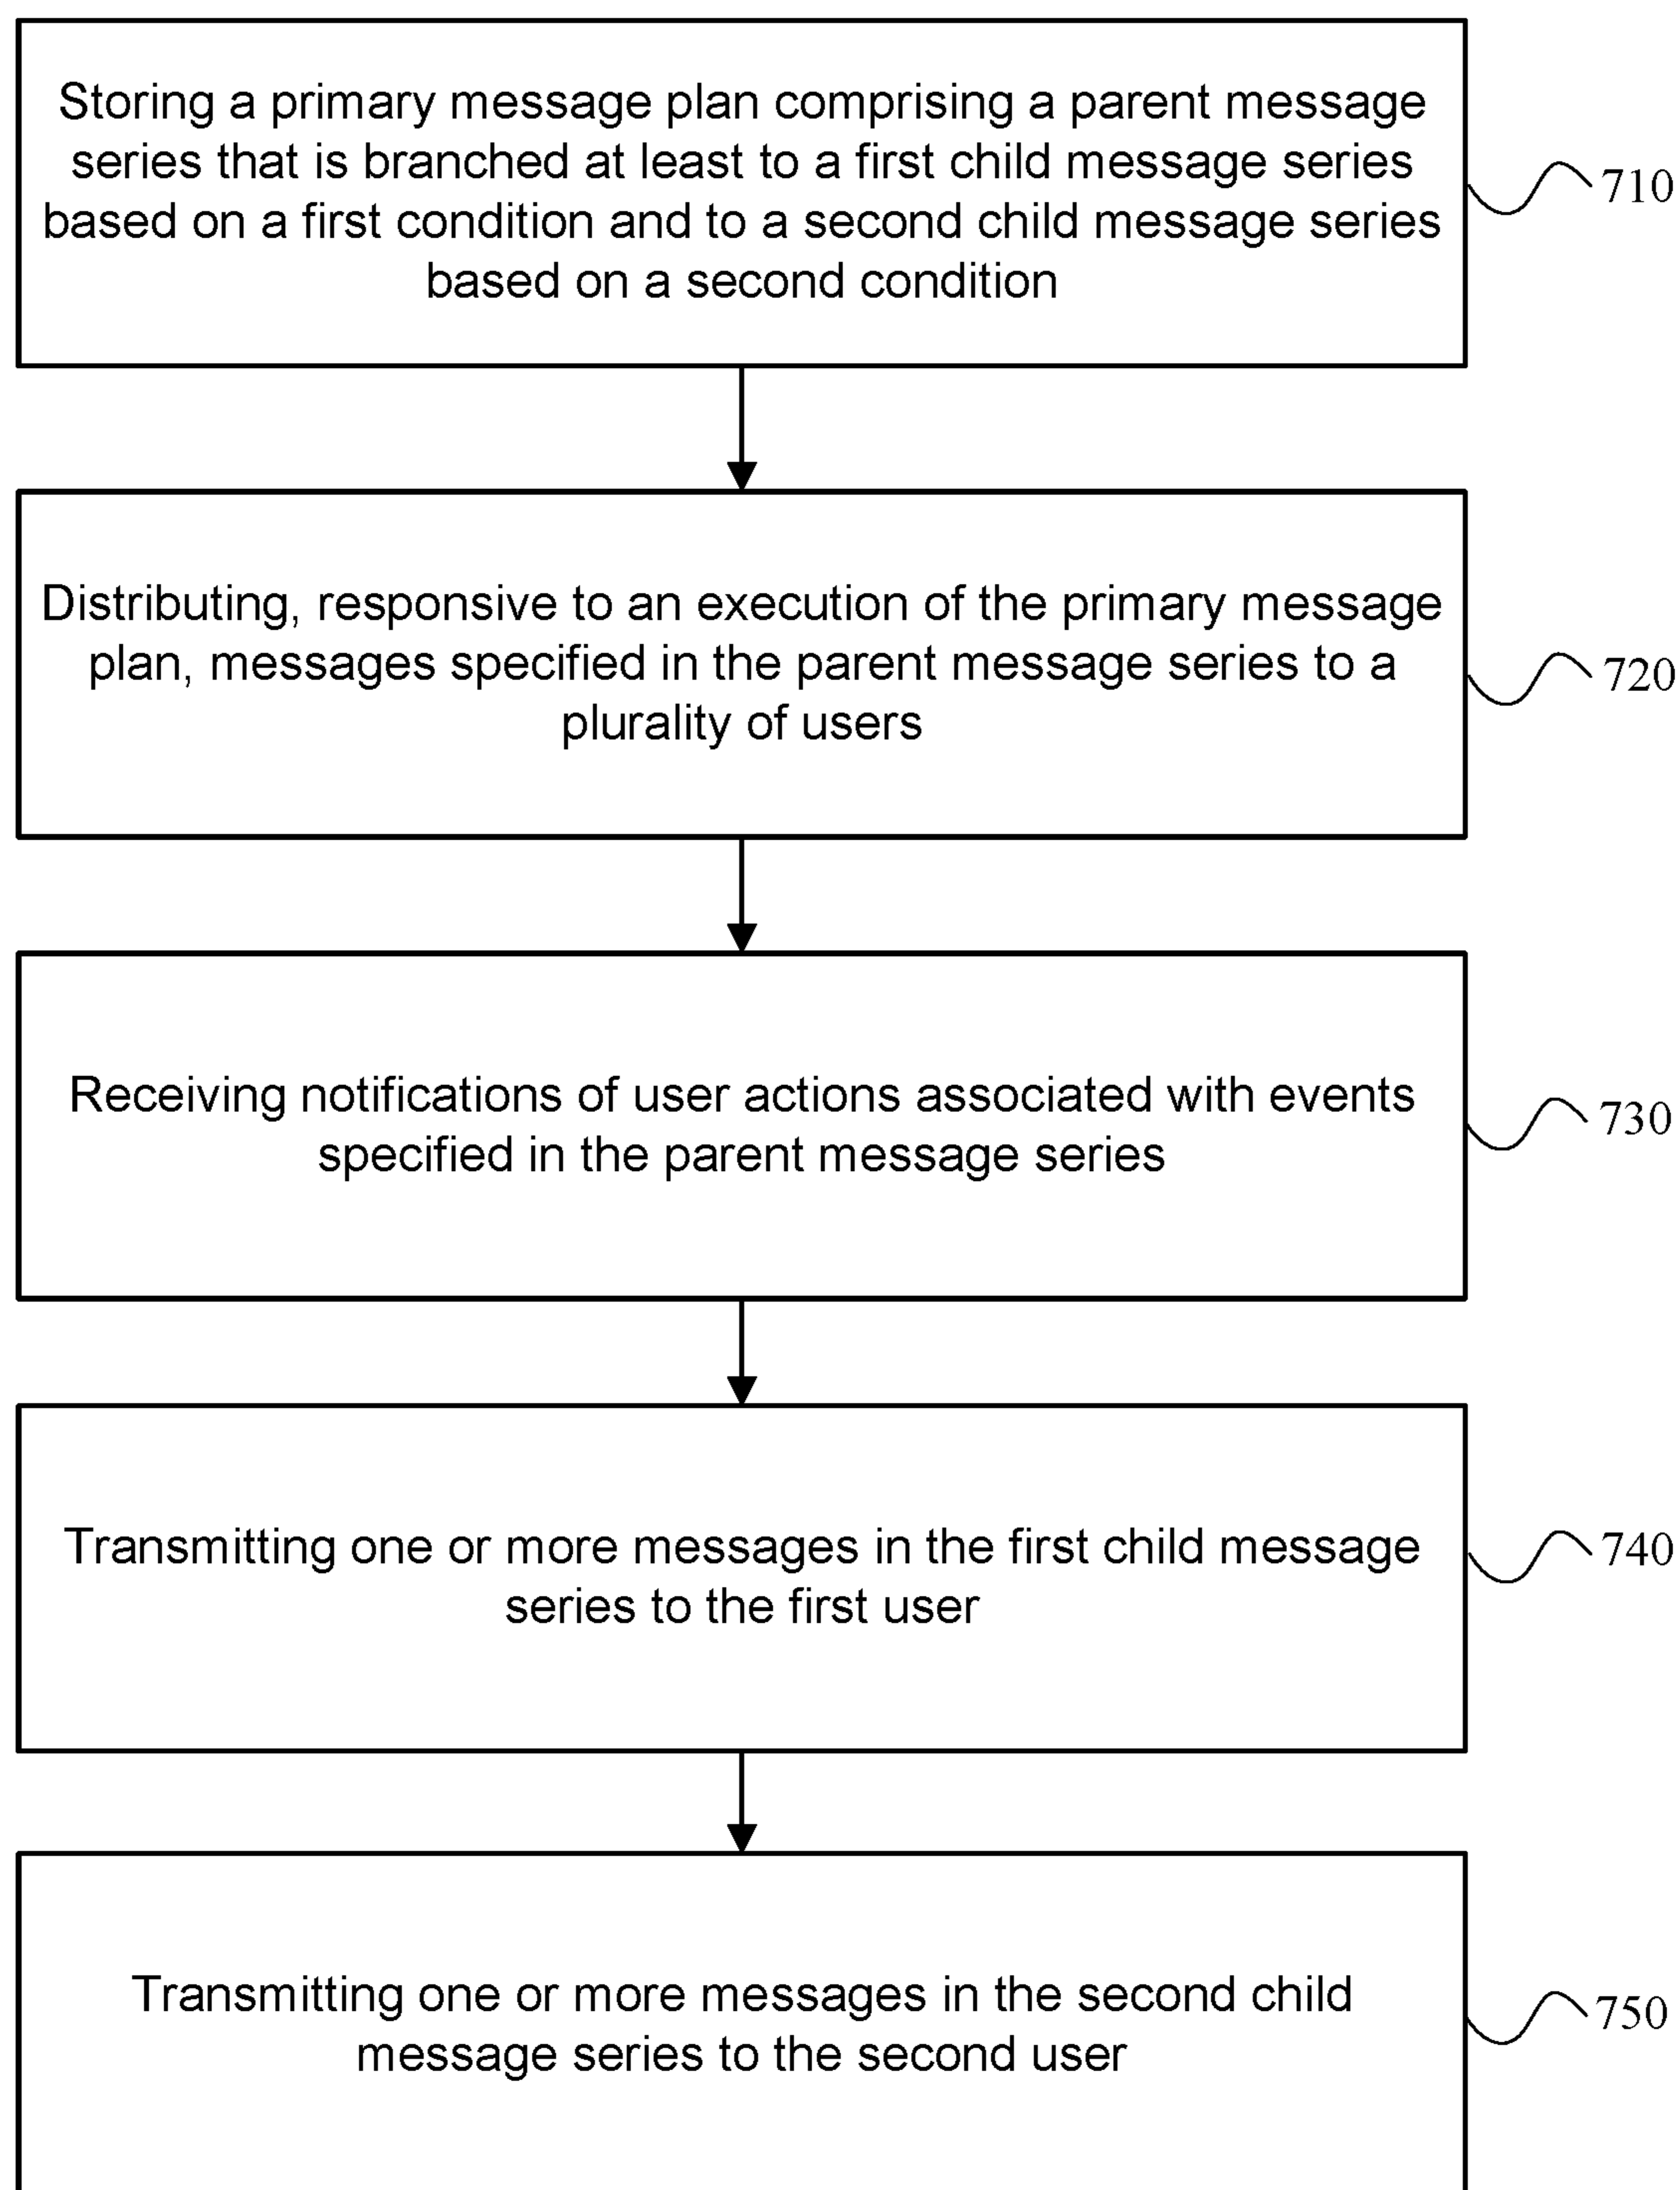 Storing a primary message plan comprising a parent message
series that is branched at least to a first child message series
based on a first condition and to a second child message series
based on a second condition
710
Distributing, responsive to an execution of the primary message
plan, messages specified in the parent message series to a
plurality of users
720
Receiving notifications of user actions associated with events
specified in the parent message series
730
Transmitting one or more messages in the first child message
series to the first user
740
Transmitting one or more messages in the second child
message series to the second user
750